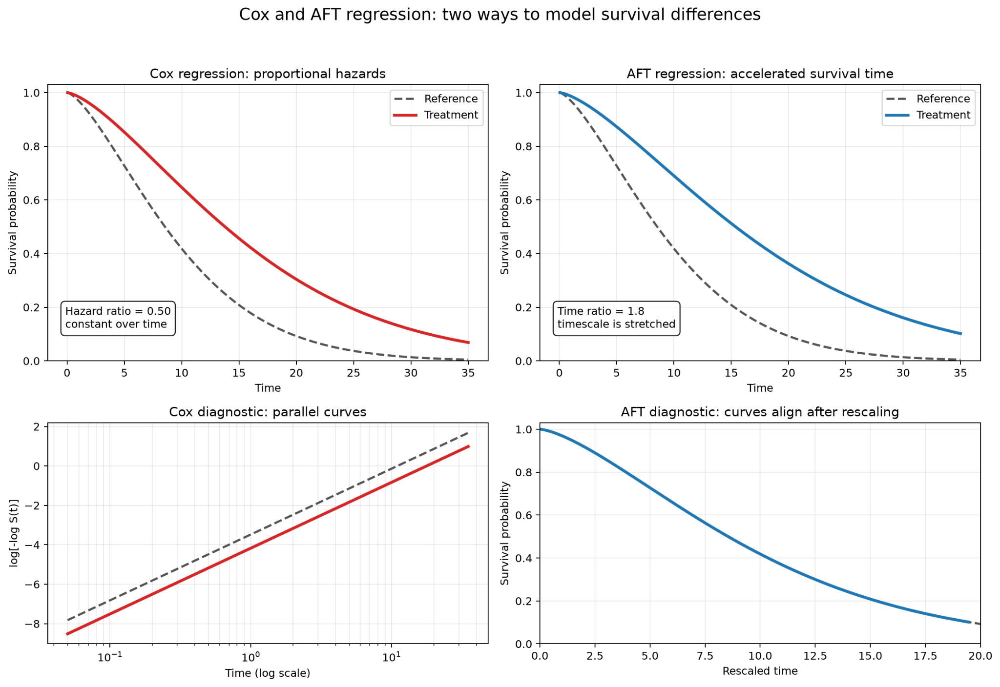 Cox and AFT regression: two ways to model survival differences
Cox regression: proportional hazards
1.0
0.8
0.6
0.4
0.2
0.0
Survival probability
Reference
Treatment
Hazard ratio = 0.50
constant over time
0 5 10 15 20 25 30 35
Time
AFT regression: accelerated survival time
1.0
0.8
0.6
0.4
0.2
0.0
Survival probability
Reference
Treatment
Time ratio = 1.8
timescale is stretched
0 5 10 15 20 25 30 35
Time
Cox diagnostic: parallel curves
2
0
−2
−4
−6
−8
log[-log S(t)]
10⁻¹ 10⁰ 10¹
Time (log scale)
AFT diagnostic: curves align after rescaling
1.0
0.8
0.6
0.4
0.2
0.0
Survival probability
0.0 2.5 5.0 7.5 10.0 12.5 15.0 17.5 20.0
Rescaled time